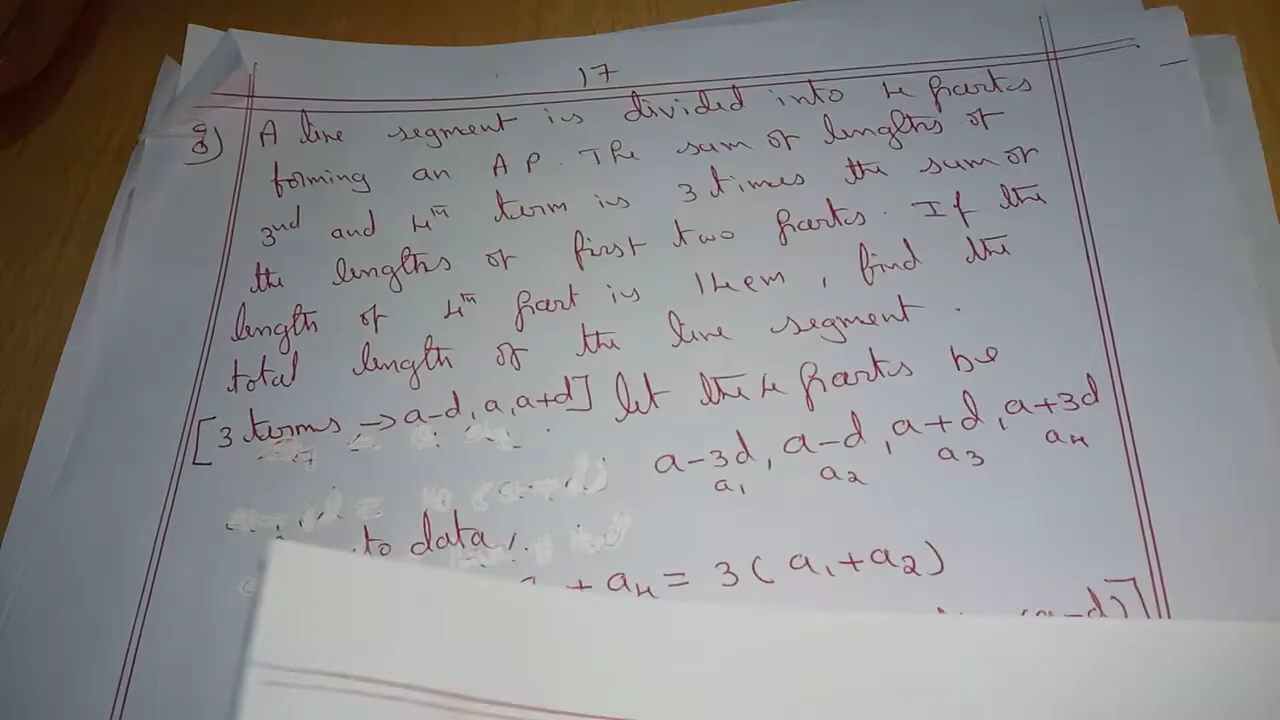 17
8) A line segment is divided into 4 parts
forming an AP. The sum of lengths of
3rd and 4th term is 3 times the sum of
the lengths of first two parts. If the
length of 4th part is 14cm, find the
total length of the line segment.
[3 terms → a-d, a, a+d] let the 4 parts be
a-3d, a-d, a+d, a+3d
a1 a2 a3 a4
to data,
+ a4 = 3(a1+a2)